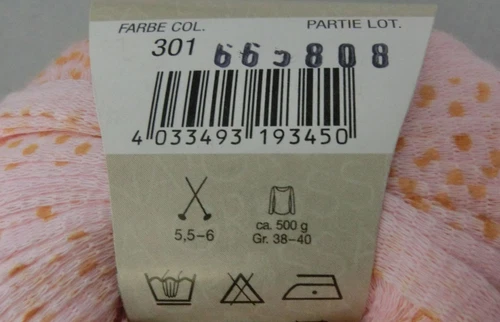 FARBE COL. PARTIE LOT.
301 665808
4 033493 193450
5,5–6
ca. 500 g
Gr. 38–40